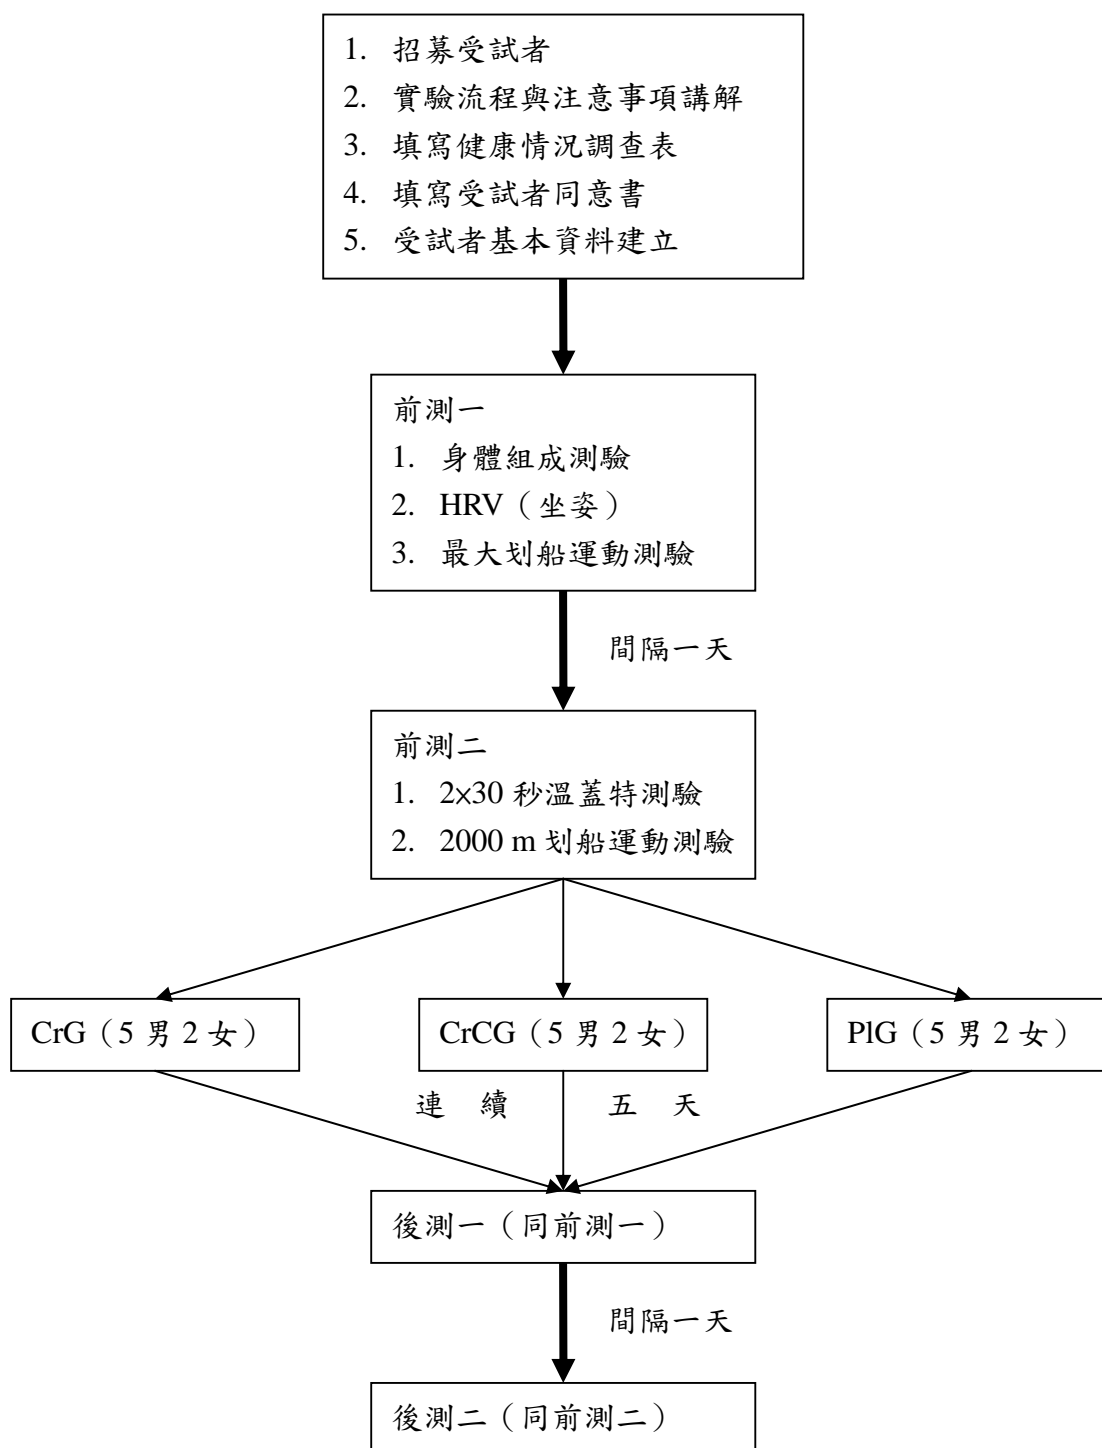 1. 招募受試者
2. 實驗流程與注意事項講解
3. 填寫健康情況調查表
4. 填寫受試者同意書
5. 受試者基本資料建立
前測一
1. 身體組成測驗
2. HRV（坐姿）
3. 最大划船運動測驗
間隔一天
前測二
1. 2×30 秒溫蓋特測驗
2. 2000 m 划船運動測驗
CrG（5 男 2 女）
CrCG（5 男 2 女）
PlG（5 男 2 女）
連 續 五 天
後測一（同前測一）
間隔一天
後測二（同前測二）